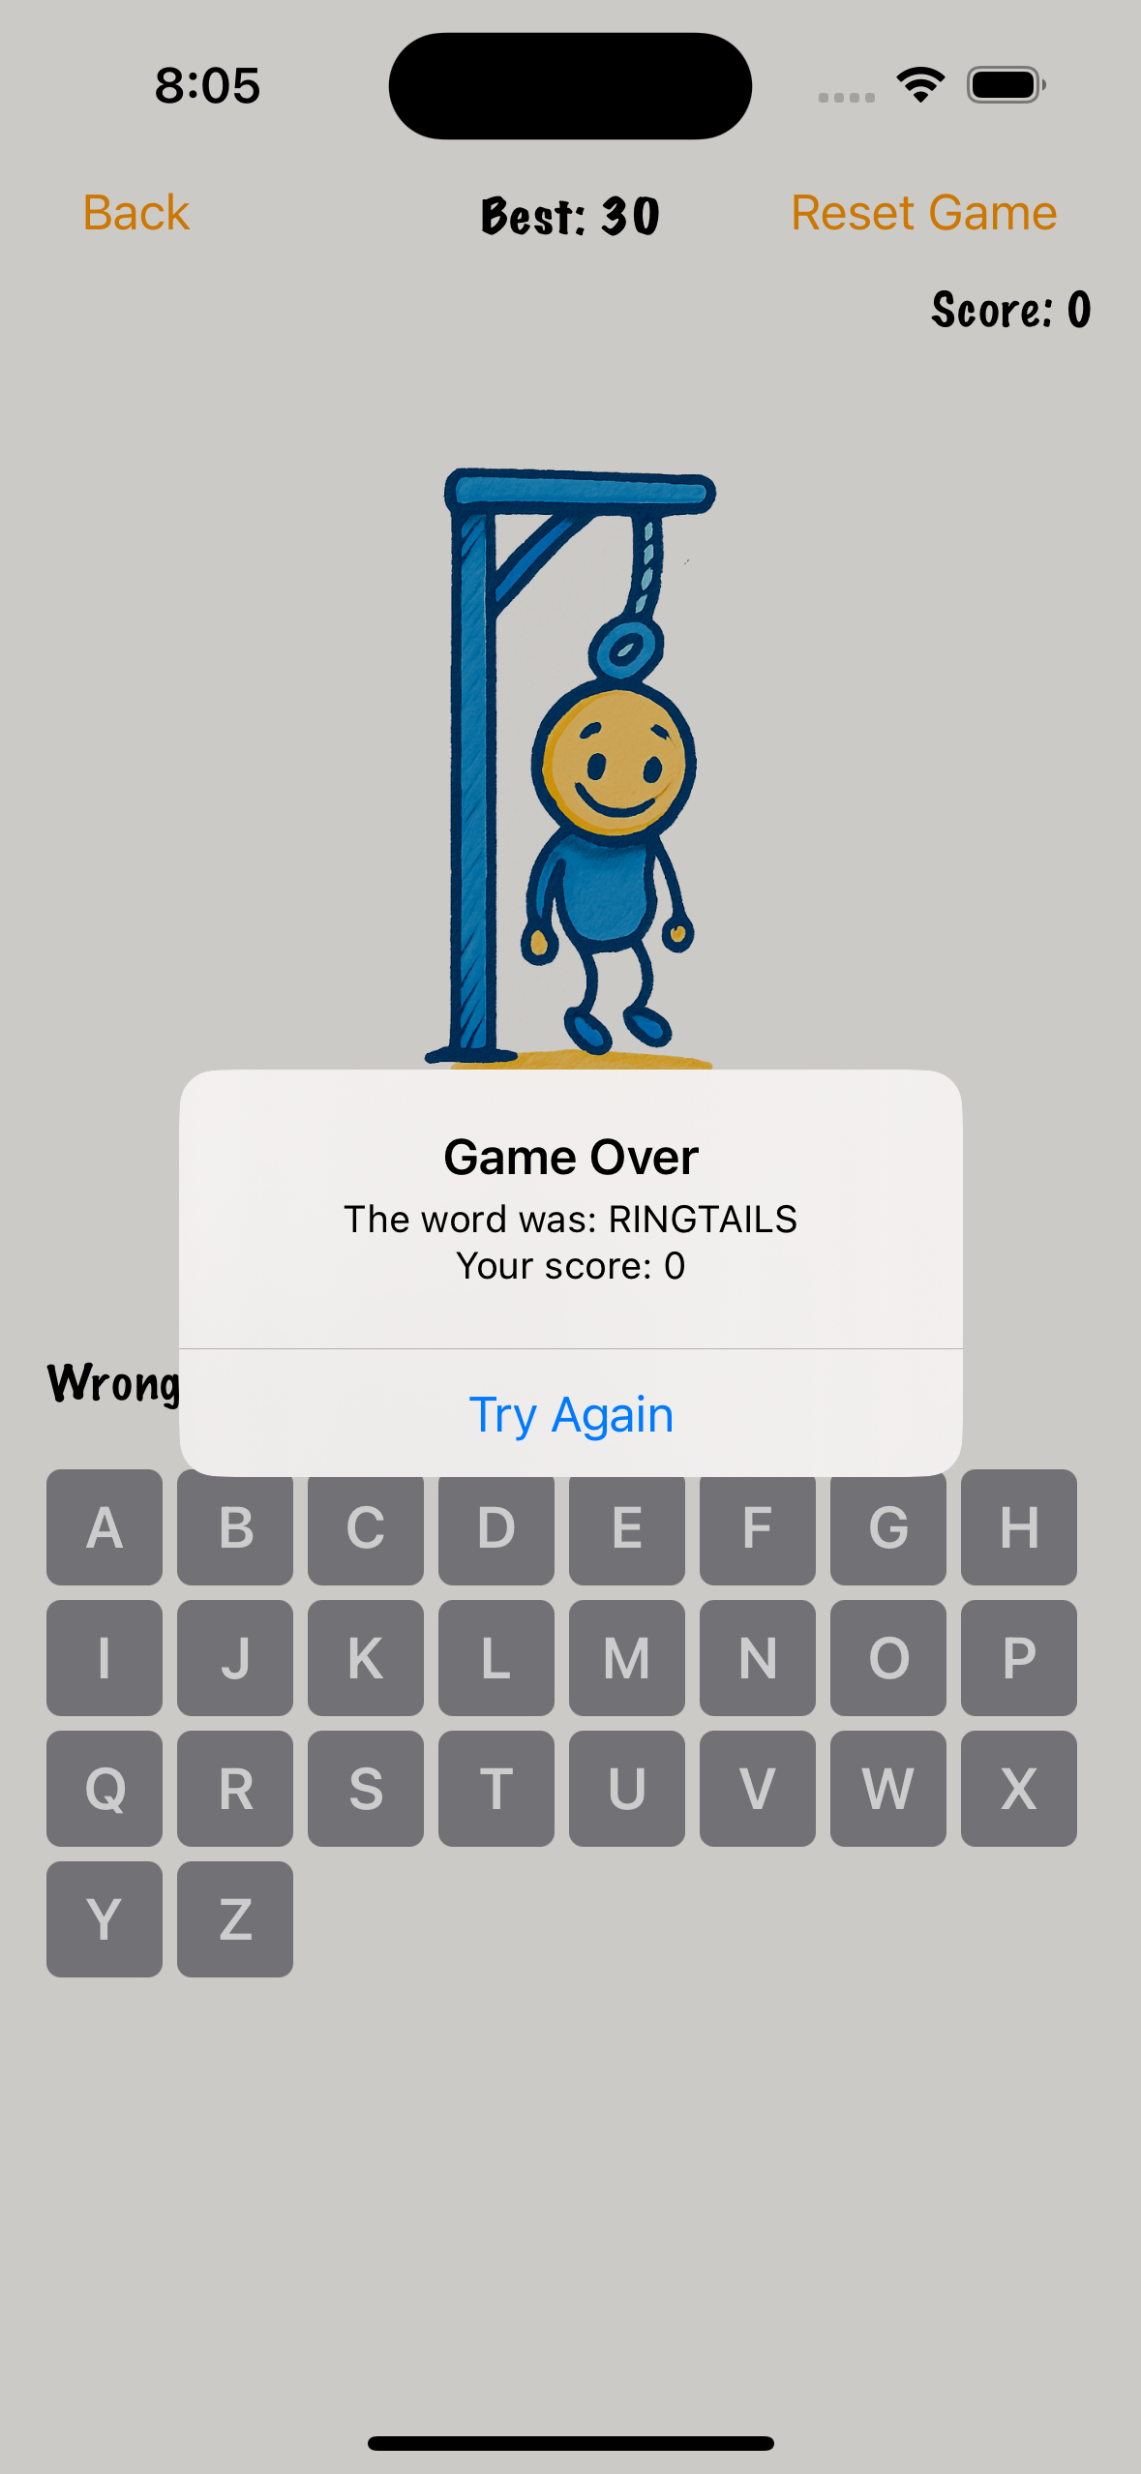 8:05
Back Best: 30 Reset Game
Score: 0
Game Over
The word was: RINGTAILS
Your score: 0
Wrong
Try Again
A B C D E F G H
I J K L M N O P
Q R S T U V W X
Y Z